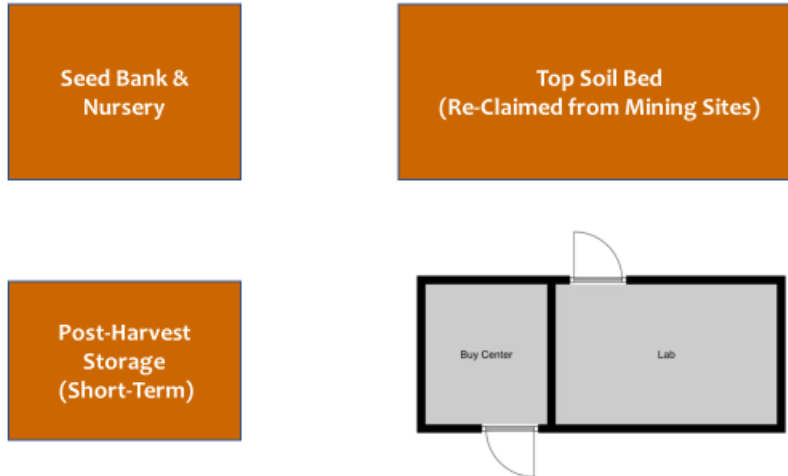 Seed Bank &
Nursery
Top Soil Bed
(Re-Claimed from Mining Sites)
Post-Harvest
Storage
(Short-Term)
Buy Center
Lab